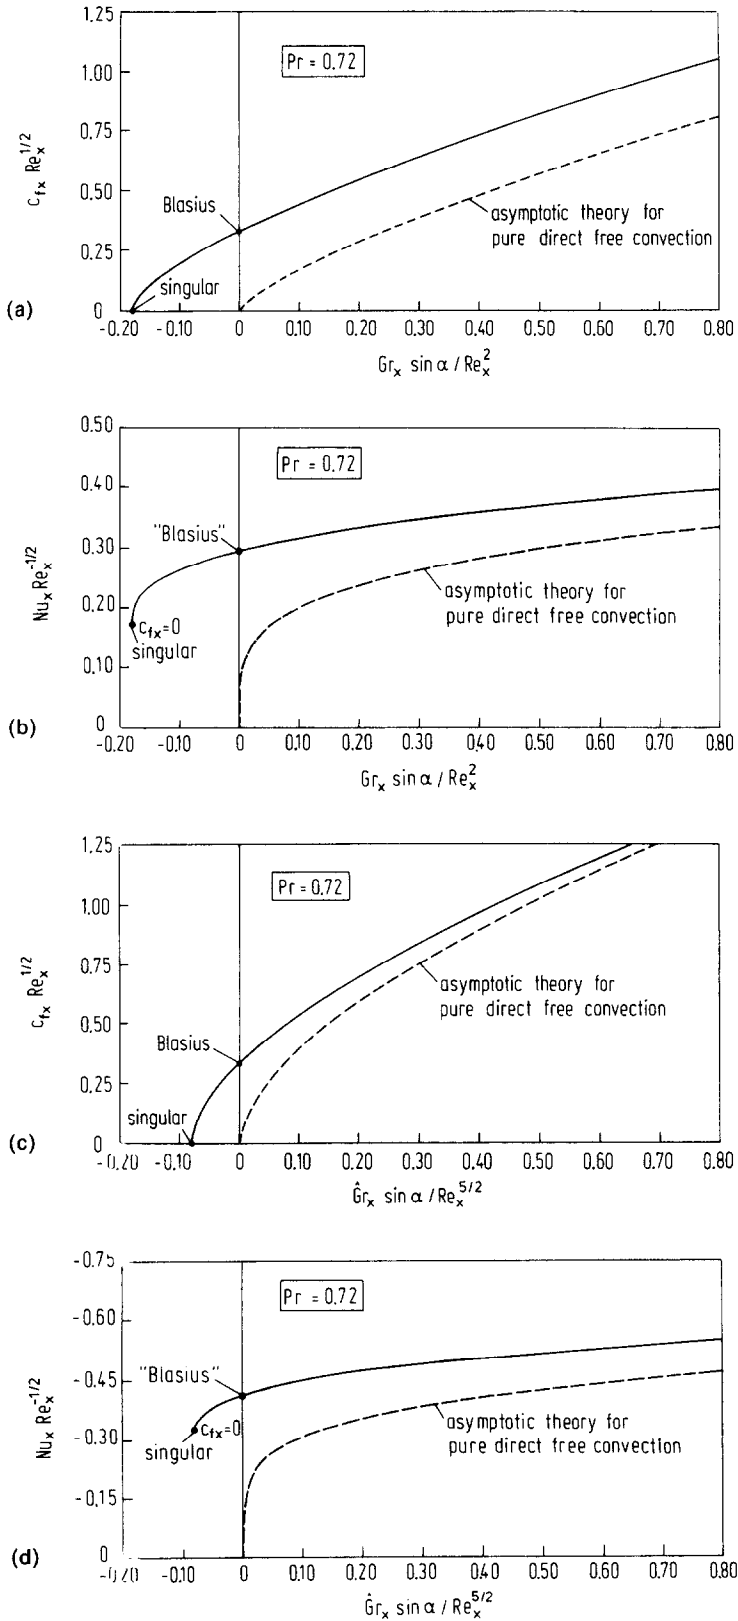 1.25
Pr = 0.72
1.00
C_fx Re_x^1/2
0.75
0.50
Blasius
asymptotic theory for
pure direct free convection
0.25
singular
(a)
0
-0.20 -0.10 0 0.10 0.20 0.30 0.40 0.50 0.60 0.70 0.80
Gr_x sin α / Re_x^2
0.50
Pr = 0.72
0.40
Nu_x Re_x^-1/2
"Blasius"
0.30
asymptotic theory for
pure direct free convection
0.20
c_fx=0
singular
0.10
(b)
0
-0.20 -0.10 0 0.10 0.20 0.30 0.40 0.50 0.60 0.70 0.80
Gr_x sin α / Re_x^2
1.25
Pr = 0.72
1.00
C_fx Re_x^1/2
0.75
asymptotic theory for
pure direct free convection
0.50
Blasius
0.25
singular
(c)
0
-0.20 -0.10 0 0.10 0.20 0.30 0.40 0.50 0.60 0.70 0.80
Ĝr_x sin α / Re_x^5/2
-0.75
Pr = 0.72
-0.60
Nu_x Re_x^-1/2
"Blasius"
-0.45
asymptotic theory for
pure direct free convection
c_fx=0
-0.30
singular
-0.15
(d)
0
-0.20 -0.10 0 0.10 0.20 0.30 0.40 0.50 0.60 0.70 0.80
Ĝr_x sin α / Re_x^5/2